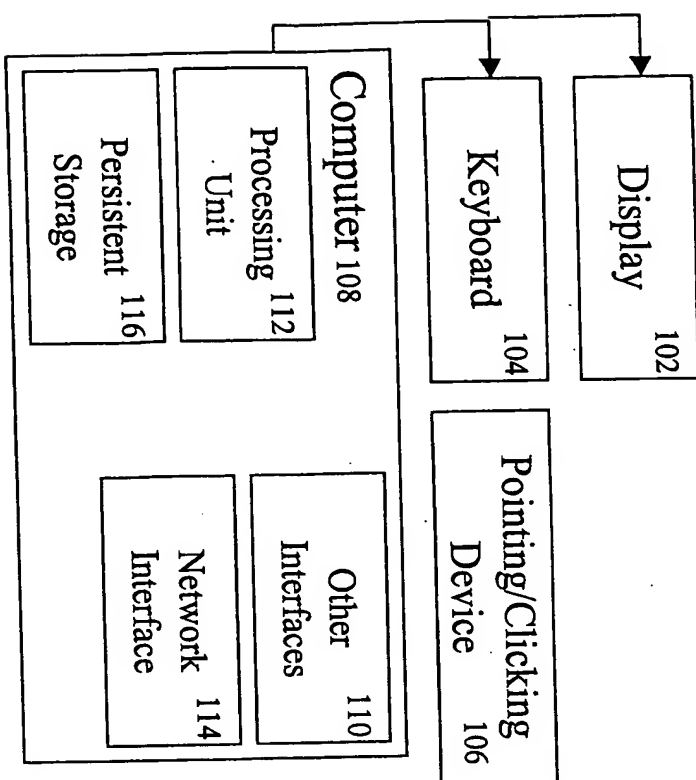 Display
102
Keyboard
104
Pointing/Clicking
Device
106
Computer 108
Processing
Unit
112
Other
Interfaces
110
Persistent
Storage
116
Network
Interface
114